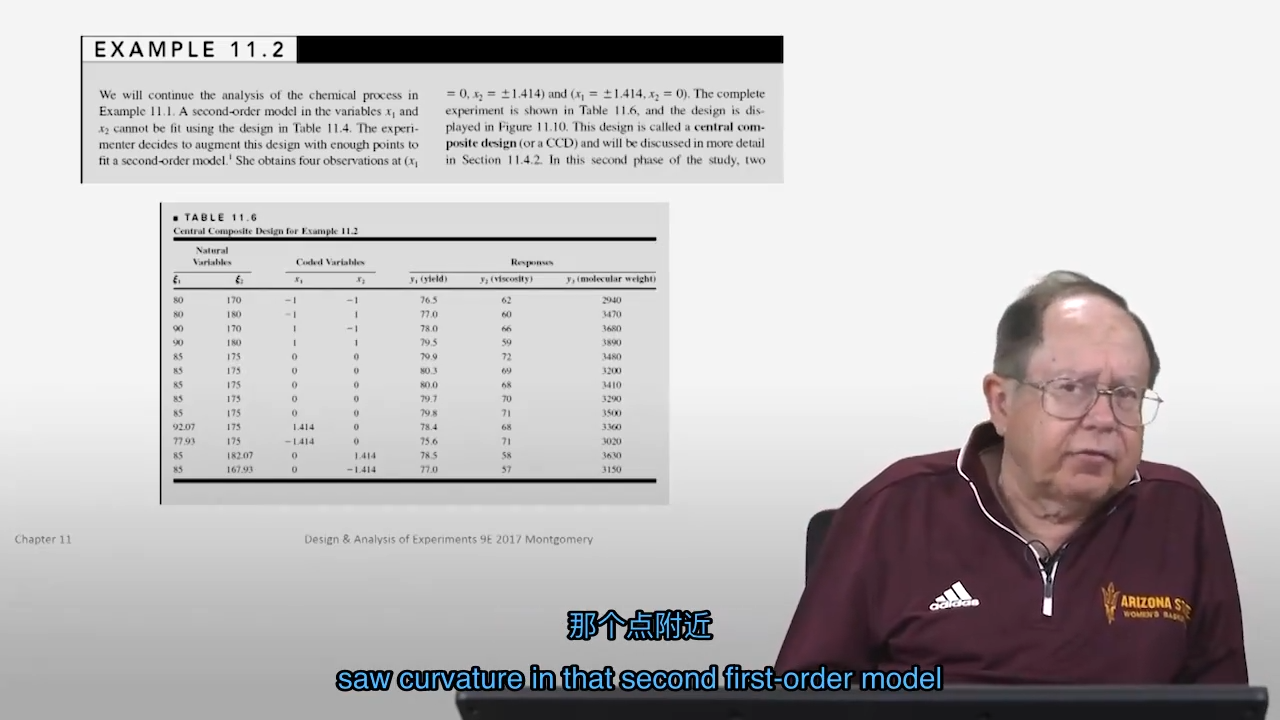 EXAMPLE 11.2
We will continue the analysis of the chemical process in
Example 11.1. A second-order model in the variables x₁ and
x₂ cannot be fit using the design in Table 11.4. The experi-
menter decides to augment this design with enough points to
fit a second-order model.¹ She obtains four observations at (x₁
= 0, x₂ = ±1.414) and (x₁ = ±1.414, x₂ = 0). The complete
experiment is shown in Table 11.6, and the design is dis-
played in Figure 11.10. This design is called a central com-
posite design (or a CCD) and will be discussed in more detail
in Section 11.4.2. In this second phase of the study, two
■ TABLE 11.6
Central Composite Design for Example 11.2
Natural
Variables Coded Variables Responses
ξ₁ ξ₂ x₁ x₂ y₁ (yield) y₂ (viscosity) y₃ (molecular weight)
80 170 −1 −1 76.5 62 2940
80 180 −1 1 77.0 60 3470
90 170 1 −1 78.0 66 3680
90 180 1 1 79.5 59 3890
85 175 0 0 79.9 72 3480
85 175 0 0 80.3 69 3200
85 175 0 0 80.0 68 3410
85 175 0 0 79.7 70 3290
85 175 0 0 79.8 71 3500
92.07 175 1.414 0 78.4 68 3360
77.93 175 −1.414 0 75.6 71 3020
85 182.07 0 1.414 78.5 58 3630
85 167.93 0 −1.414 77.0 57 3150
Chapter 11
Design & Analysis of Experiments 9E 2017 Montgomery
adidas
ARIZONA
WOMEN'S
那个点附近
saw curvature in that second first-order model